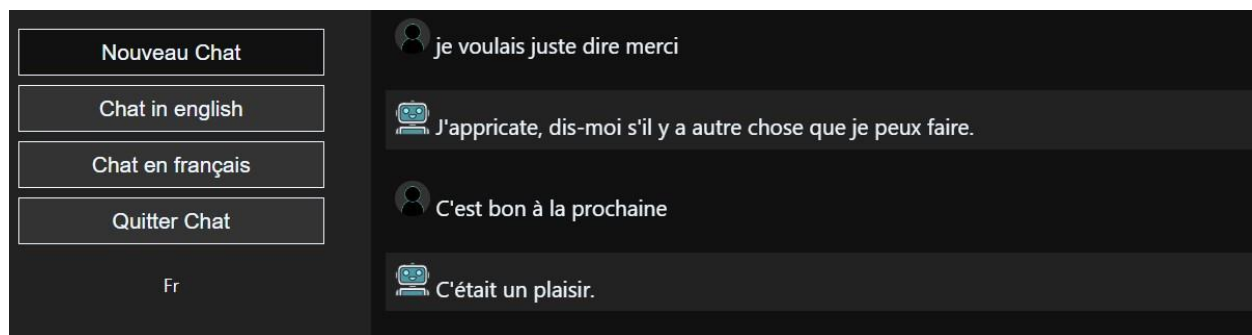 Nouveau Chat
Chat in english
Chat en français
Quitter Chat
Fr
je voulais juste dire merci
J'appricate, dis-moi s'il y a autre chose que je peux faire.
C'est bon à la prochaine
C'était un plaisir.